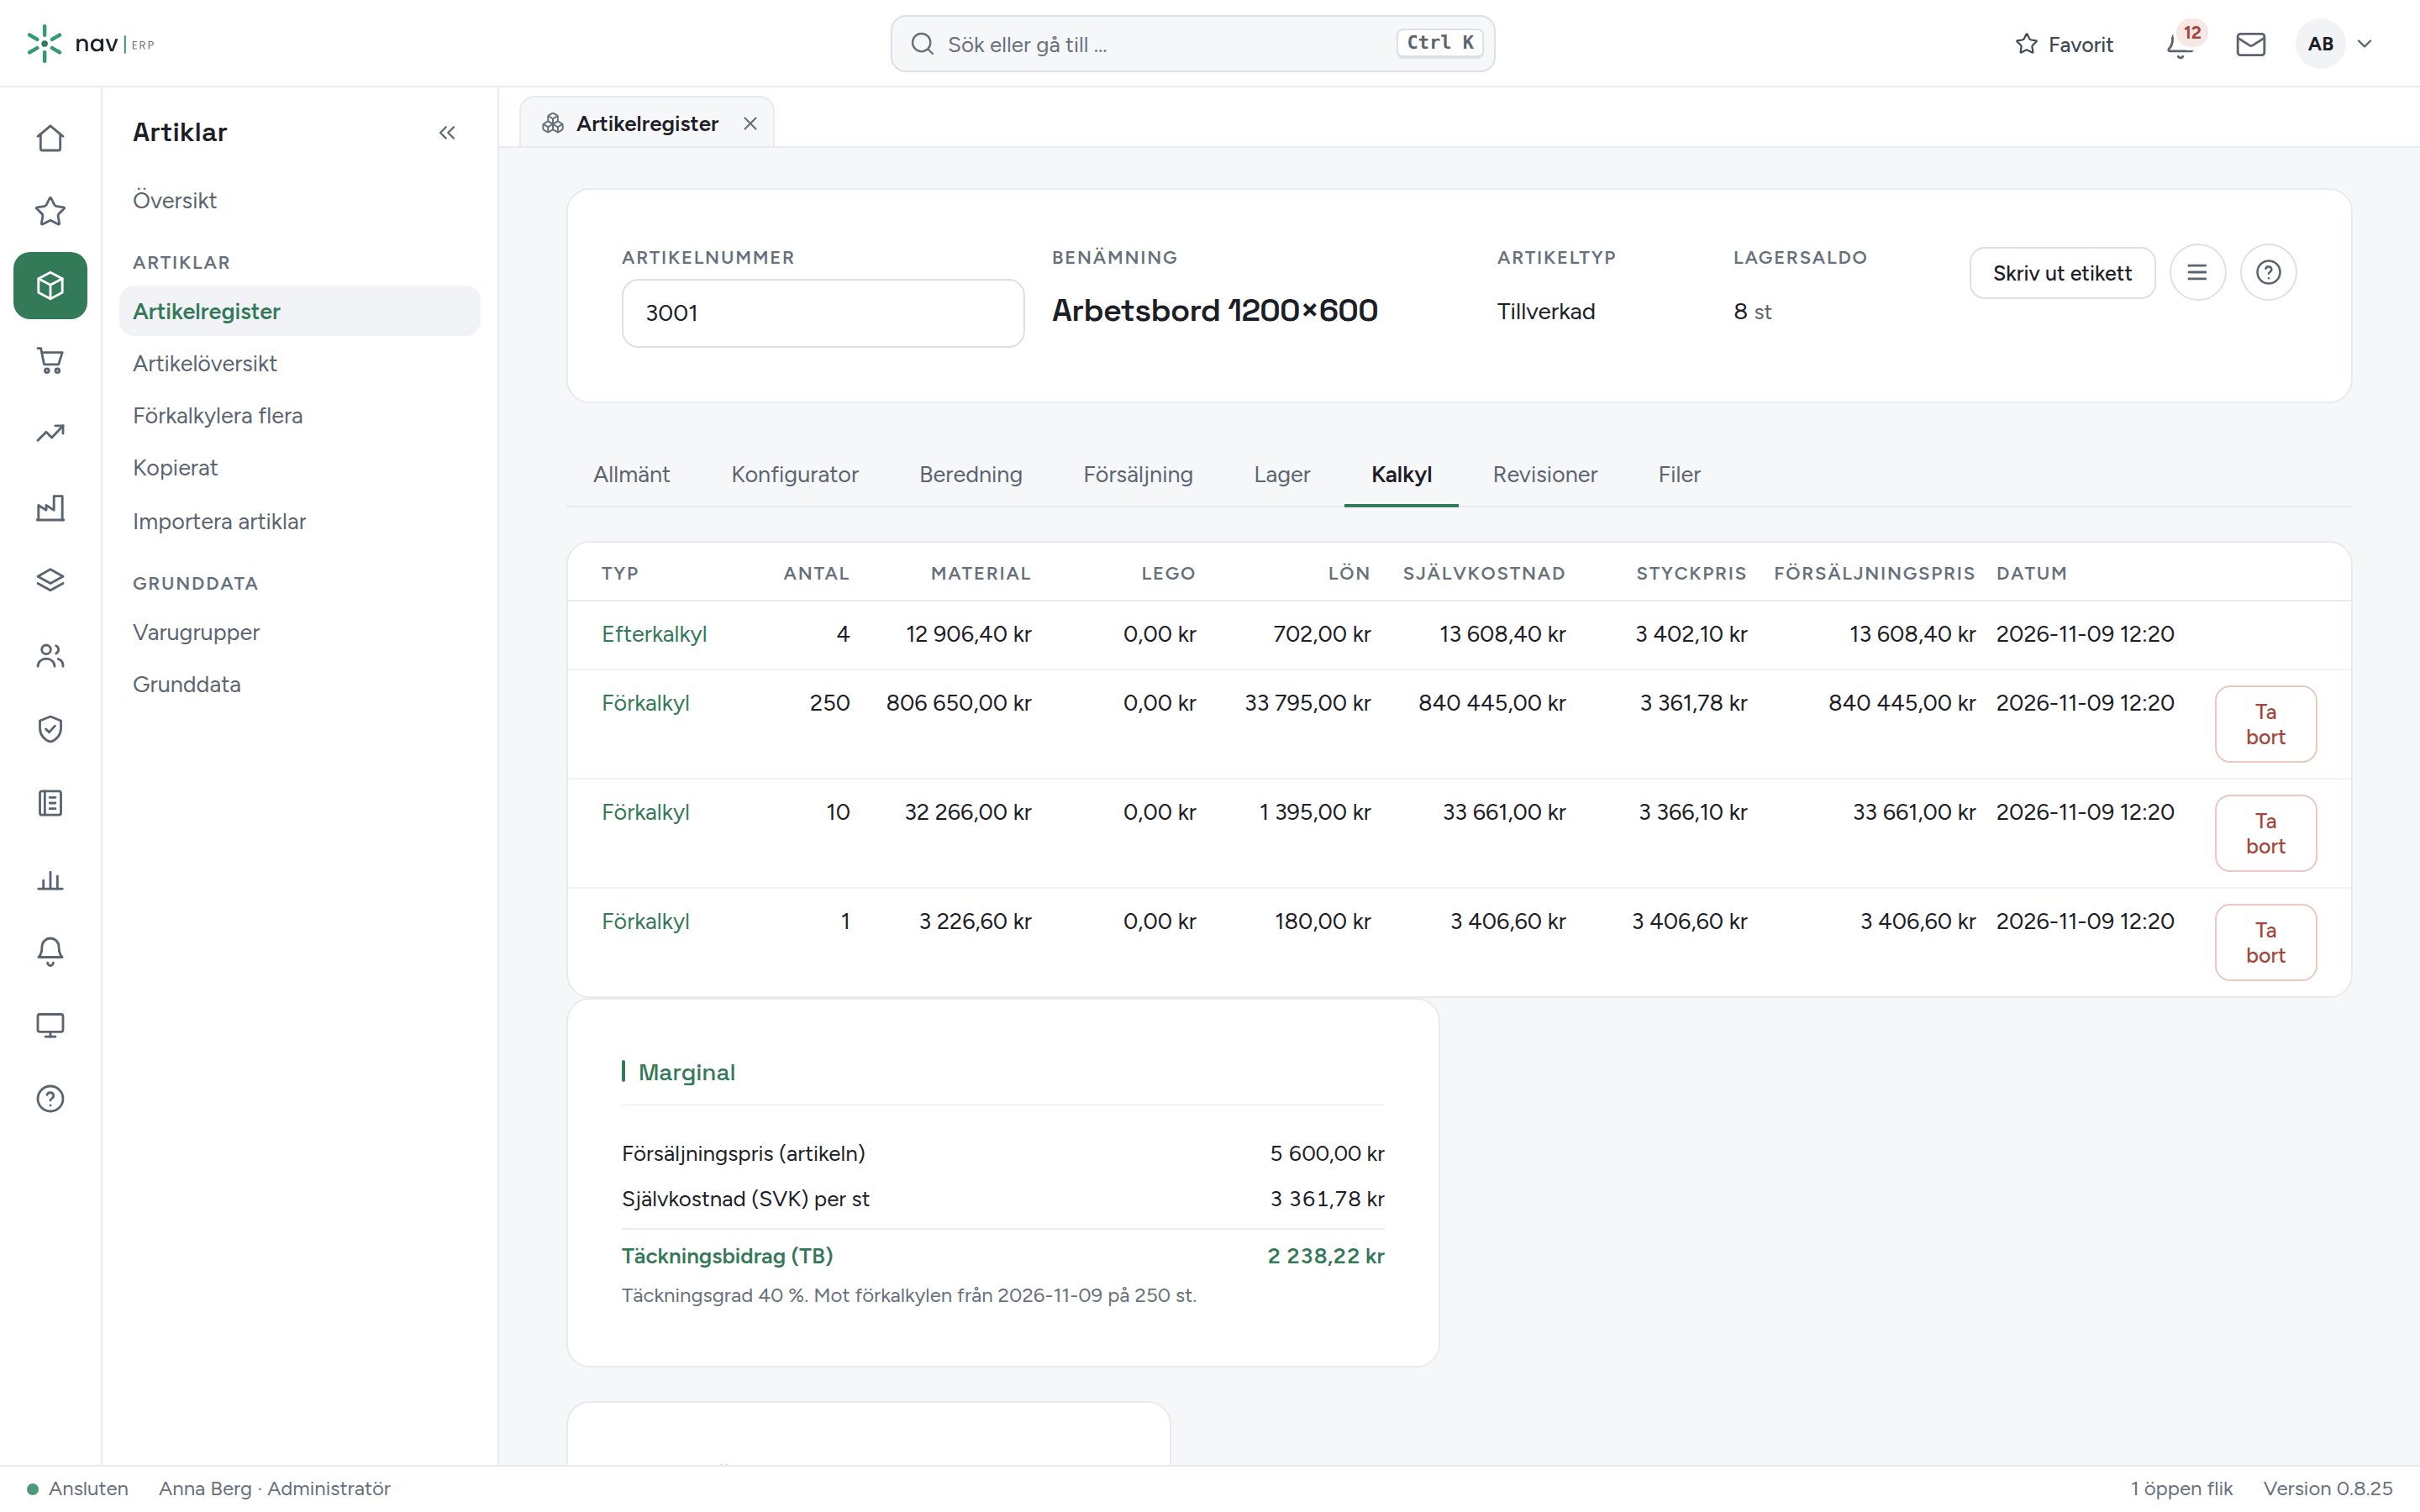 nav | ERP
Sök eller gå till ...
Ctrl K
Favorit
12
AB
Artiklar
Översikt
ARTIKLAR
Artikelregister
Artikelöversikt
Förkalkylera flera
Kopierat
Importera artiklar
GRUNDDATA
Varugrupper
Grunddata
Artikelregister
ARTIKELNUMMER BENÄMNING ARTIKELTYP LAGERSALDO
3001 Arbetsbord 1200×600 Tillverkad 8 st
Skriv ut etikett
Allmänt Konfigurator Beredning Försäljning Lager Kalkyl Revisioner Filer
TYP ANTAL MATERIAL LEGO LÖN SJÄLVKOSTNAD STYCKPRIS FÖRSÄLJNINGSPRIS DATUM
Efterkalkyl 4 12 906,40 kr 0,00 kr 702,00 kr 13 608,40 kr 3 402,10 kr 13 608,40 kr 2026-11-09 12:20
Förkalkyl 250 806 650,00 kr 0,00 kr 33 795,00 kr 840 445,00 kr 3 361,78 kr 840 445,00 kr 2026-11-09 12:20
Ta
bort
Förkalkyl 10 32 266,00 kr 0,00 kr 1 395,00 kr 33 661,00 kr 3 366,10 kr 33 661,00 kr 2026-11-09 12:20
Ta
bort
Förkalkyl 1 3 226,60 kr 0,00 kr 180,00 kr 3 406,60 kr 3 406,60 kr 3 406,60 kr 2026-11-09 12:20
Ta
bort
Marginal
Försäljningspris (artikeln) 5 600,00 kr
Självkostnad (SVK) per st 3 361,78 kr
Täckningsbidrag (TB) 2 238,22 kr
Täckningsgrad 40 %. Mot förkalkylen från 2026-11-09 på 250 st.
Ansluten Anna Berg · Administratör
1 öppen flik Version 0.8.25